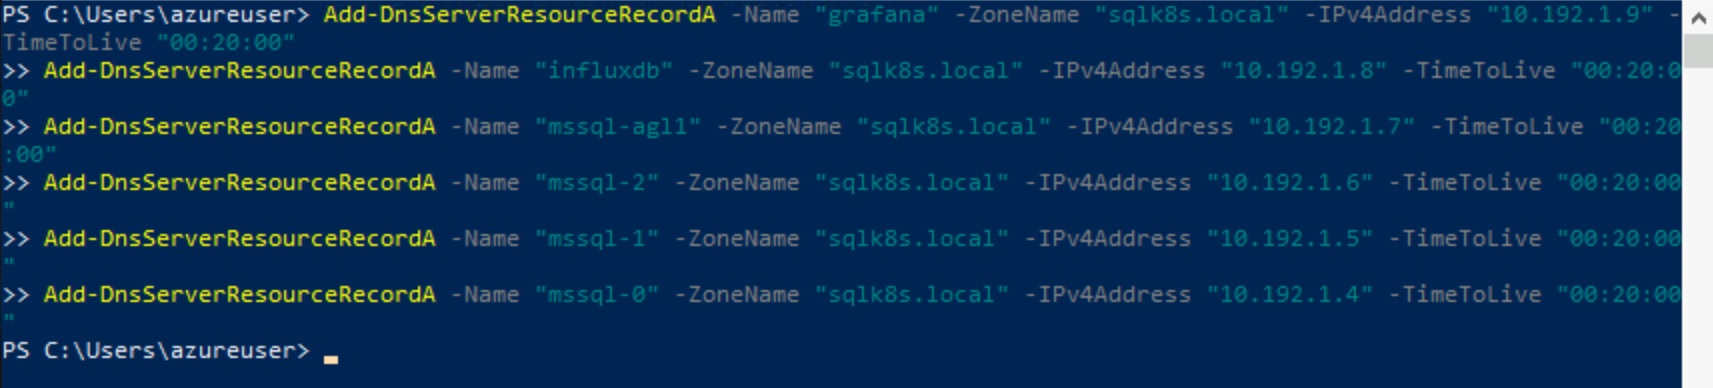 PS C:\Users\azureuser> Add-DnsServerResourceRecordA -Name "grafana" -ZoneName "sqlk8s.local" -IPv4Address "10.192.1.9" -
TimeToLive "00:20:00"
>> Add-DnsServerResourceRecordA -Name "influxdb" -ZoneName "sqlk8s.local" -IPv4Address "10.192.1.8" -TimeToLive "00:20:0
0"
>> Add-DnsServerResourceRecordA -Name "mssql-agl1" -ZoneName "sqlk8s.local" -IPv4Address "10.192.1.7" -TimeToLive "00:20
:00"
>> Add-DnsServerResourceRecordA -Name "mssql-2" -ZoneName "sqlk8s.local" -IPv4Address "10.192.1.6" -TimeToLive "00:20:00
"
>> Add-DnsServerResourceRecordA -Name "mssql-1" -ZoneName "sqlk8s.local" -IPv4Address "10.192.1.5" -TimeToLive "00:20:00
"
>> Add-DnsServerResourceRecordA -Name "mssql-0" -ZoneName "sqlk8s.local" -IPv4Address "10.192.1.4" -TimeToLive "00:20:00
"
PS C:\Users\azureuser>